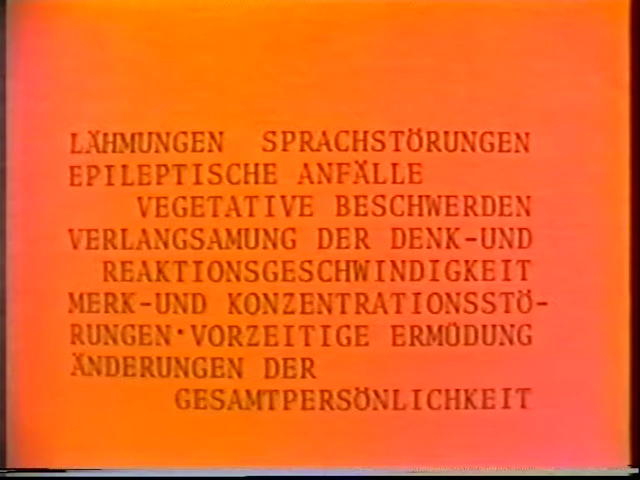 LÄHMUNGEN SPRACHSTÖRUNGEN
EPILEPTISCHE ANFÄLLE
VEGETATIVE BESCHWERDEN
VERLANGSAMUNG DER DENK-UND
REAKTIONSGESCHWINDIGKEIT
MERK-UND KONZENTRATIONSSTÖ-
RUNGEN·VORZEITIGE ERMÜDUNG
ÄNDERUNGEN DER
GESAMTPERSÖNLICHKEIT